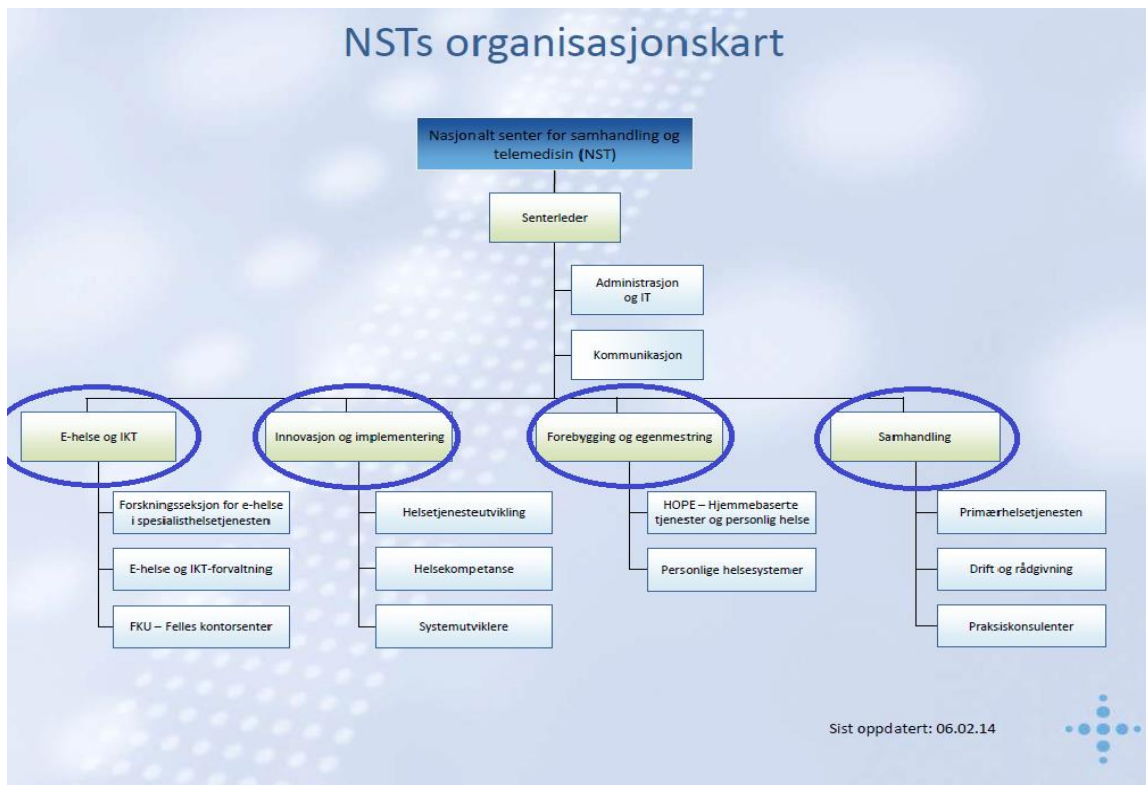 NSTs organisasjonskart
Nasjonalt senter for samhandling og
telemedisin (NST)
Senterleder
Administrasjon
og IT
Kommunikasjon
E-helse og IKT
Innovasjon og implementering
Forebygging og egenmestring
Samhandling
Forskningsseksjon for e-helse
i spesialisthelsetjenesten
E-helse og IKT-forvaltning
FKU – Felles kontorsenter
Helsetjenesteutvikling
Helsekompetanse
Systemutviklere
HOPE – Hjemmebaserte
tjenester og personlig helse
Personlige helsesystemer
Primærhelsetjenesten
Drift og rådgivning
Praksiskonsulenter
Sist oppdatert: 06.02.14